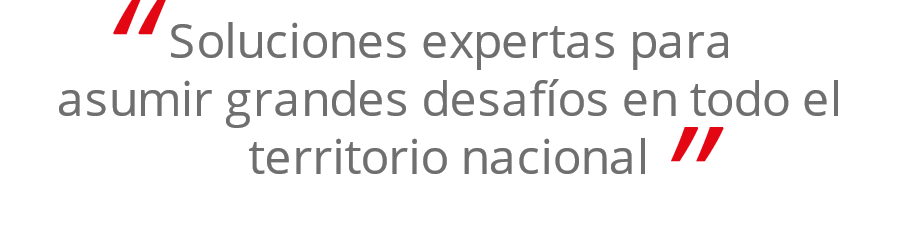 “Soluciones expertas para
asumir grandes desafíos en todo el
territorio nacional”